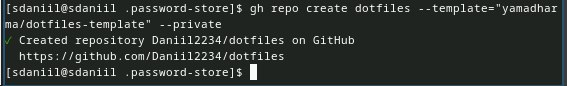 [sdaniil@sdaniil .password-store]$ gh repo create dotfiles --template="yamadhar
ma/dotfiles-template" --private
✓ Created repository Daniil2234/dotfiles on GitHub
  https://github.com/Daniil2234/dotfiles
[sdaniil@sdaniil .password-store]$